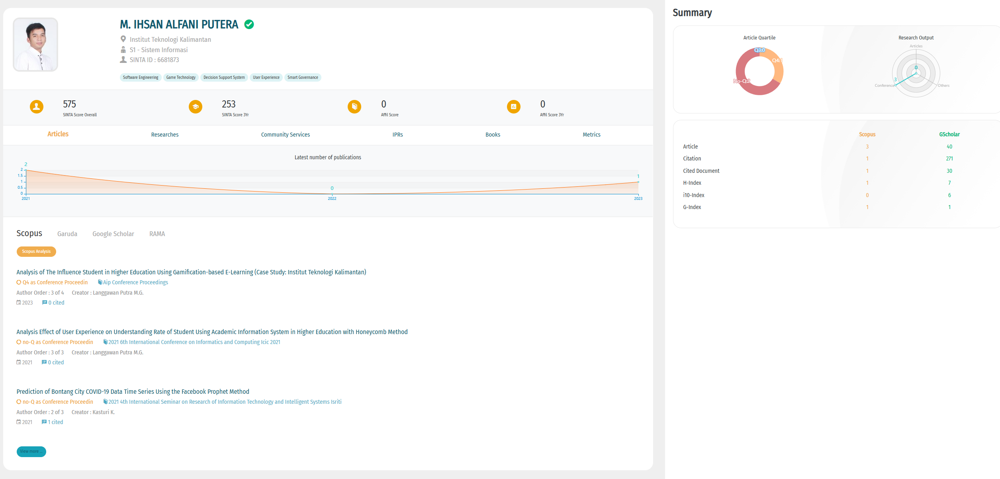 M. IHSAN ALFANI PUTERA
Institut Teknologi Kalimantan
S1 - Sistem Informasi
SINTA ID : 6681873
Software Engineering Game Technology Decision Support System User Experience Smart Governance
575
SINTA Score Overall
253
SINTA Score 3Yr
0
Affil Score
0
Affil Score 3Yr
Articles Researches Community Services IPRs Books Metrics
Latest number of publications
2
2
1.5
1
0.5
0
0
1
2021 2022 2023
Scopus Garuda Google Scholar RAMA
Scopus Analysis
Analysis of The Influence Student in Higher Education Using Gamification-based E-Learning (Case Study: Institut Teknologi Kalimantan)
Q4 as Conference Proceedin Aip Conference Proceedings
Author Order : 3 of 4 Creator : Langgawan Putra M.G.
2023 0 cited
Analysis Effect of User Experience on Understanding Rate of Student Using Academic Information System in Higher Education with Honeycomb Method
no-Q as Conference Proceedin 2021 6th International Conference on Informatics and Computing Icic 2021
Author Order : 3 of 3 Creator : Langgawan Putra M.G.
2021 0 cited
Prediction of Bontang City COVID-19 Data Time Series Using the Facebook Prophet Method
no-Q as Conference Proceedin 2021 4th International Seminar on Research of Information Technology and Intelligent Systems Isriti
Author Order : 2 of 3 Creator : Kasturi K.
2021 1 cited
View more ...
Summary
Article Quartile
Q3:0
Q4:1
No-Q:2
Research Output
Articles
0
3
Conference
Others
Scopus GScholar
Article 3 40
Citation 1 271
Cited Document 1 30
H-Index 1 7
i10-Index 0 6
G-Index 1 1